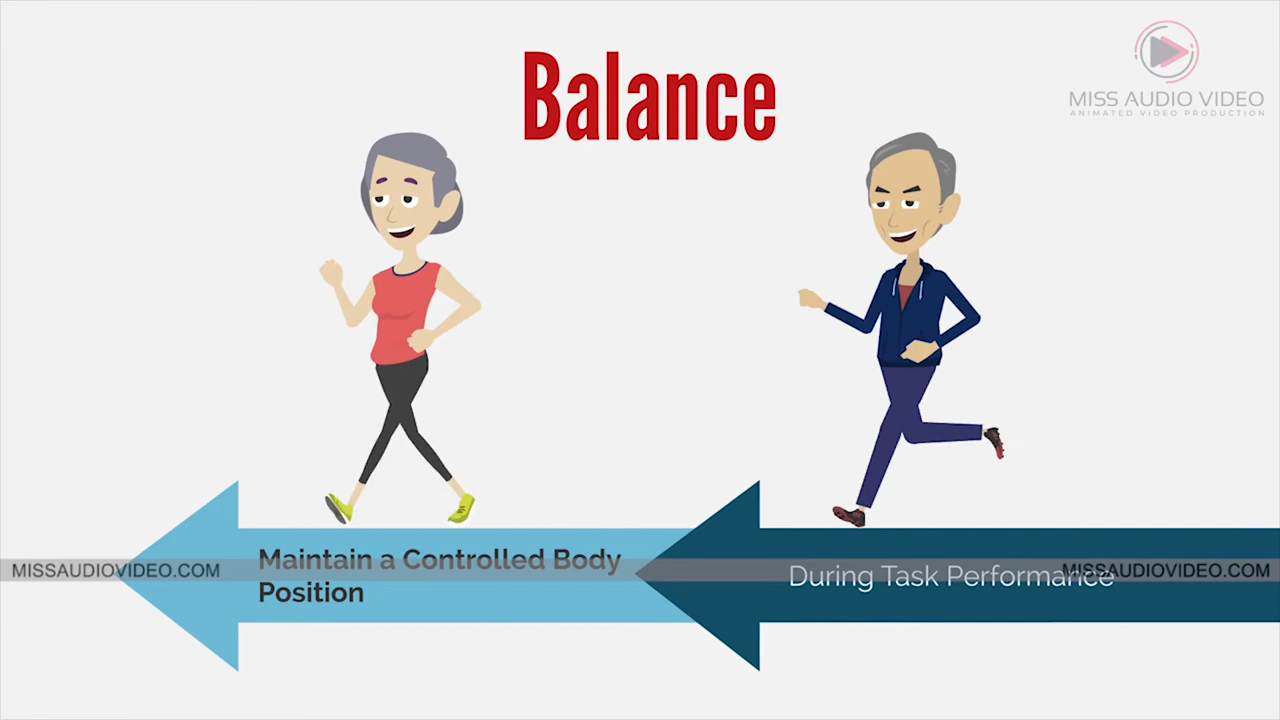 Balance
MISS AUDIO VIDEO
ANIMATED VIDEO PRODUCTION
Maintain a Controlled Body
Position
During Task Performance
MISSAUDIOVIDEO.COM
MISSAUDIOVIDEO.COM